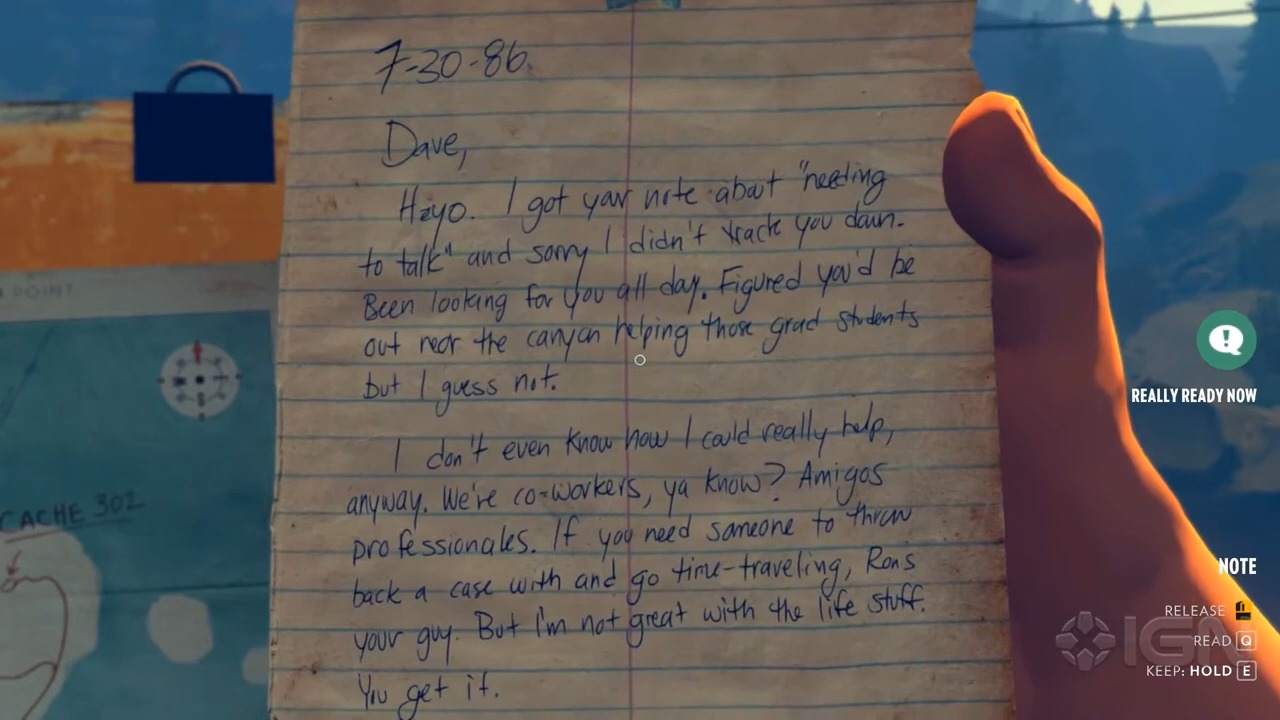 7-30-86.
Dave,
Heyo. I got your note about "needing
to talk" and sorry I didn't track you down.
Been looking for you all day. Figured you'd be
out near the canyon helping those grad students
but I guess not.
I don't even know how I could really help,
anyway. We're co-workers, ya know? Amigos
professionales. If you need someone to throw
back a case with and go time-traveling, Ron's
your guy. But I'm not great with the life stuff.
You get it.
POINT
CACHE 302
REALLY READY NOW
NOTE
RELEASE
READ Q
KEEP: HOLD E
IGN